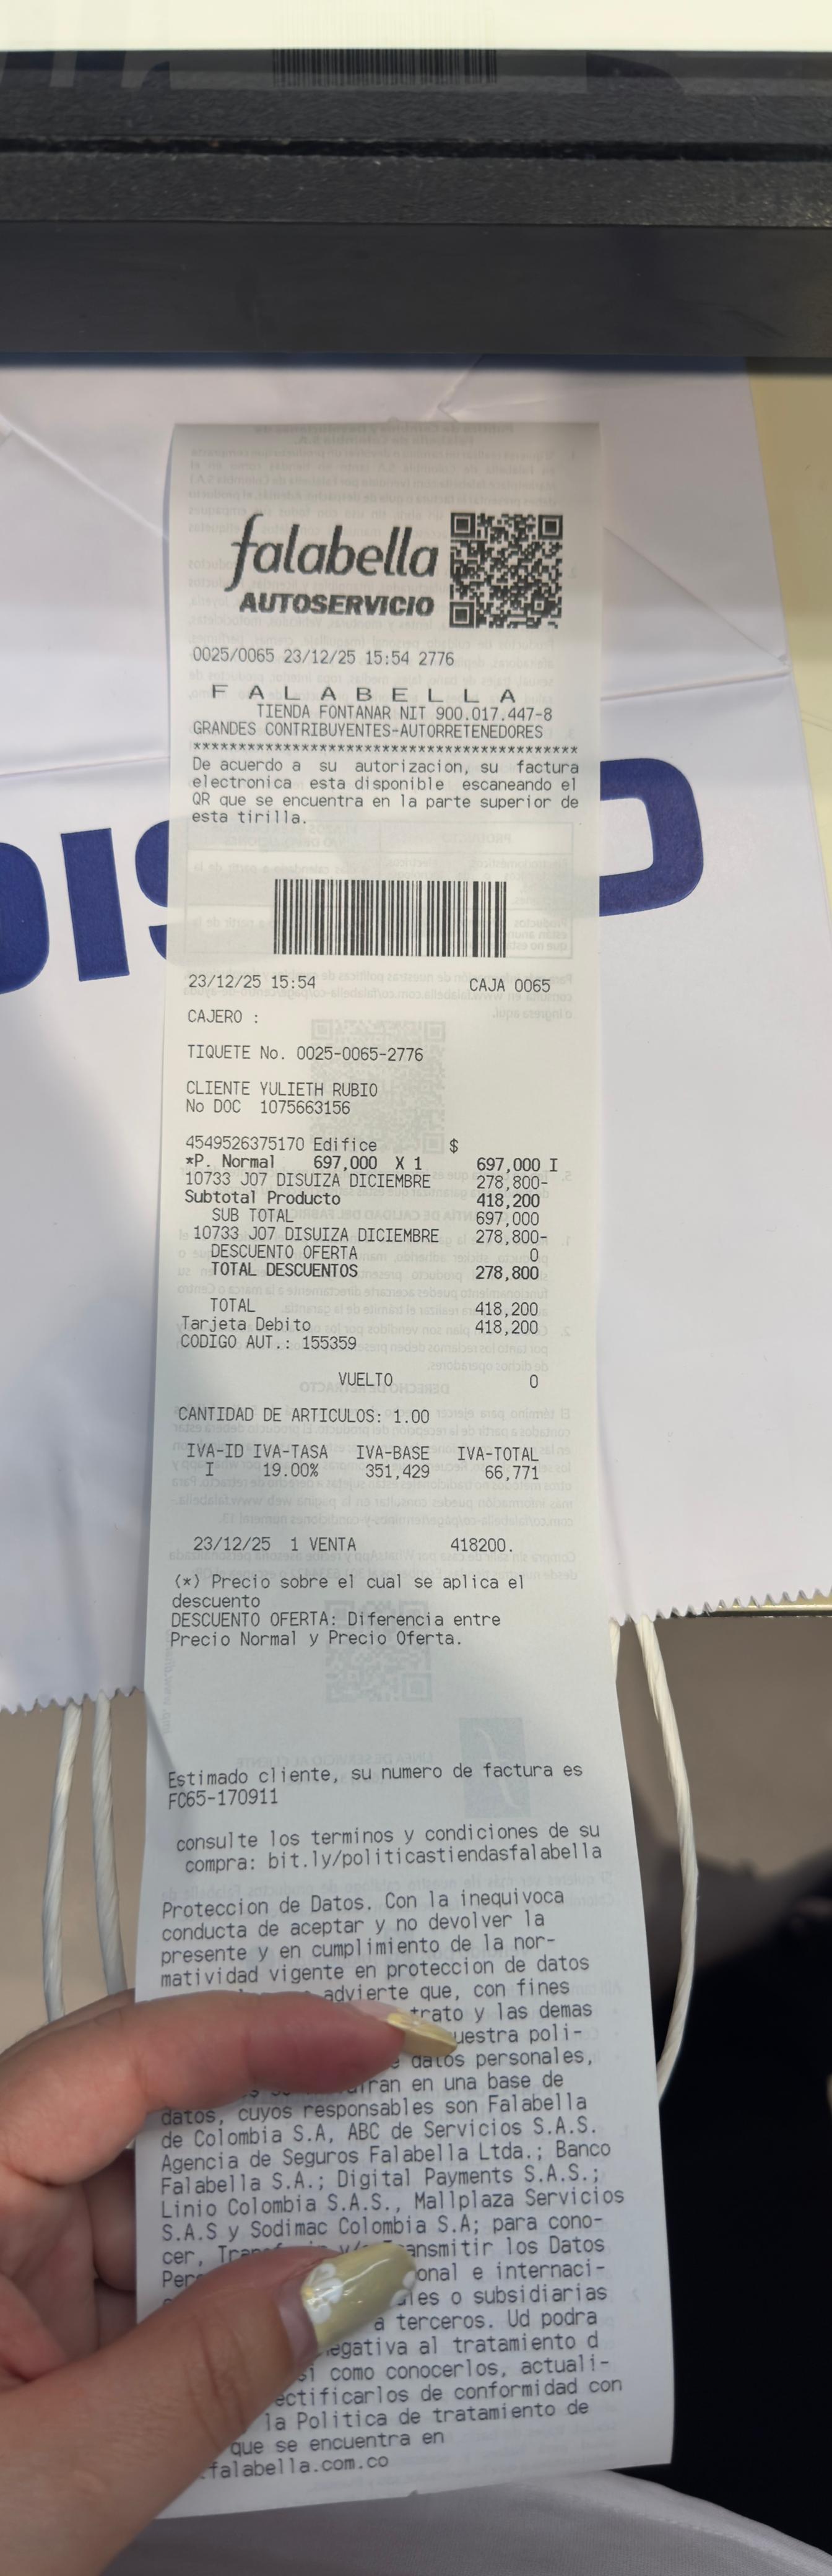 falabella
AUTOSERVICIO
0025/0065 23/12/25 15:54 2776
F A L A B E L L A
TIENDA FONTANAR NIT 900.017.447-8
GRANDES CONTRIBUYENTES-AUTORRETENEDORES
*******************************************
De acuerdo a su autorizacion, su factura
electronica esta disponible escaneando el
QR que se encuentra en la parte superior de
esta tirilla.
23/12/25 15:54 CAJA 0065
CAJERO :
TIQUETE No. 0025-0065-2776
CLIENTE YULIETH RUBIO
No DOC 1075663156
4549526375170 Edifice $
*P. Normal 697,000 X 1 697,000 I
10733 J07 DISUIZA DICIEMBRE 278,800-
Subtotal Producto 418,200
SUB TOTAL 697,000
10733 J07 DISUIZA DICIEMBRE 278,800-
DESCUENTO OFERTA 0
TOTAL DESCUENTOS 278,800
TOTAL 418,200
Tarjeta Debito 418,200
CODIGO AUT.: 155359
VUELTO 0
CANTIDAD DE ARTICULOS: 1.00
IVA-ID IVA-TASA IVA-BASE IVA-TOTAL
I 19.00% 351,429 66,771
23/12/25 1 VENTA 418200.
(*) Precio sobre el cual se aplica el
descuento
DESCUENTO OFERTA: Diferencia entre
Precio Normal y Precio Oferta.
Estimado cliente, su numero de factura es
FC65-170911
consulte los terminos y condiciones de su
compra: bit.ly/politicastiendasfalabella
Proteccion de Datos. Con la inequivoca
conducta de aceptar y no devolver la
presente y en cumplimiento de la nor-
matividad vigente en proteccion de datos
advierte que, con fines
trato y las demas
uestra poli-
datos personales,
ran en una base de
datos, cuyos responsables son Falabella
de Colombia S.A, ABC de Servicios S.A.S.
Agencia de Seguros Falabella Ltda.; Banco
Falabella S.A.; Digital Payments S.A.S.;
Linio Colombia S.A.S., Mallplaza Servicios
S.A.S y Sodimac Colombia S.A; para cono-
cer, ansmitir los Datos
Pers onal e internaci-
les o subsidiarias
a terceros. Ud podra
negativa al tratamiento d
si como conocerlos, actuali-
ectificarlos de conformidad con
la Politica de tratamiento de
que se encuentra en
.falabella.com.co